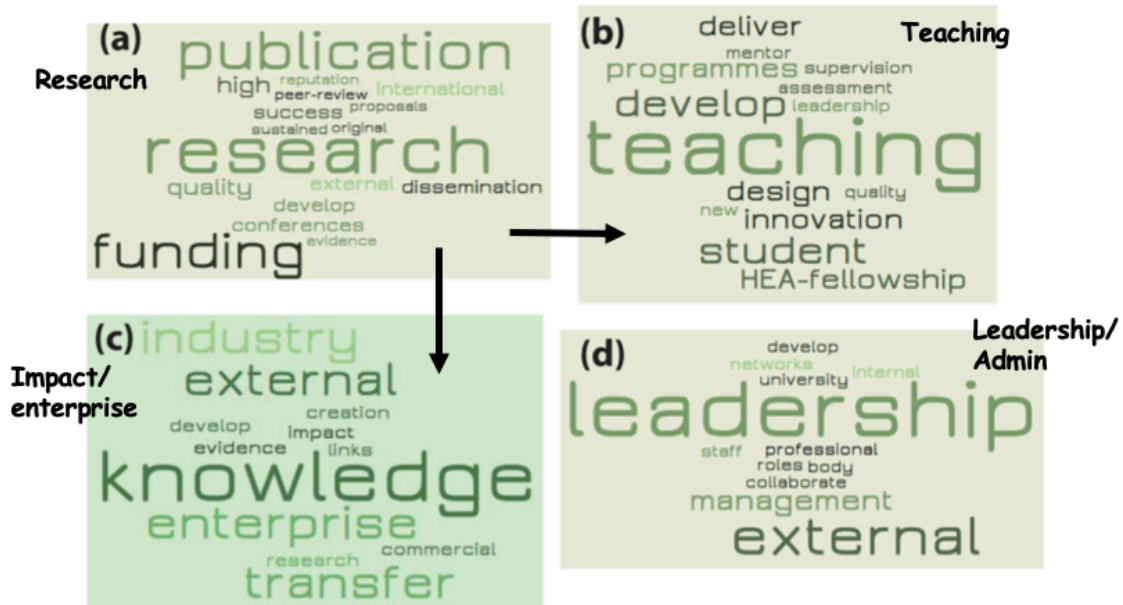 (a)
Research
publication
high reputation international
peer-review
success proposals
sustained original
research
quality external dissemination
develop
conferences
funding evidence
(b)
Teaching
deliver
mentor
programmes supervision
assessment
develop leadership
teaching
design quality
new innovation
student
HEA-fellowship
(c)
Impact/
enterprise
industry
external
creation
develop impact
evidence links
knowledge
enterprise
commercial
research
transfer
(d)
Leadership/
Admin
develop
networks internal
university
leadership
staff professional
roles body
collaborate
management
external